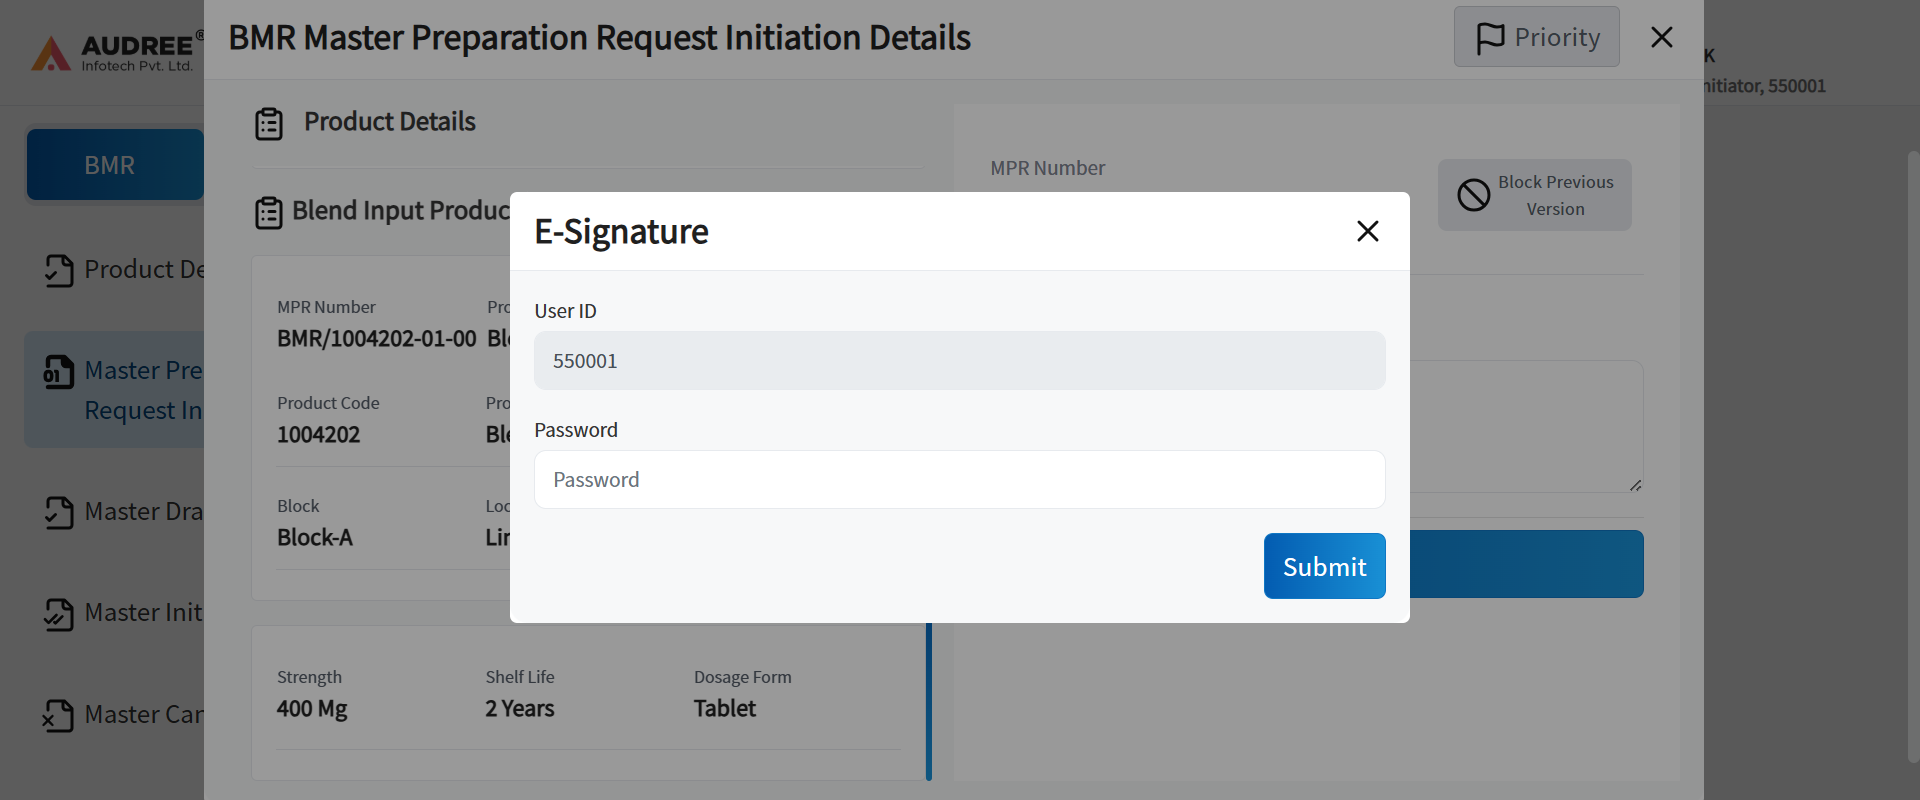 AUDREE®
Infotech Pvt. Ltd.
BMR Master Preparation Request Initiation Details
Priority
K
nitiator, 550001
BMR
Product De
Master Pre
Request In
Master Dra
Master Init
Master Can
Product Details
Blend Input Produc
MPR Number
BMR/1004202-01-00
Pro
Ble
Product Code
1004202
Pro
Ble
Block
Block-A
Loc
Lin
Strength
400 Mg
Shelf Life
2 Years
Dosage Form
Tablet
MPR Number
Block Previous
Version
E-Signature
User ID
550001
Password
Password
Submit